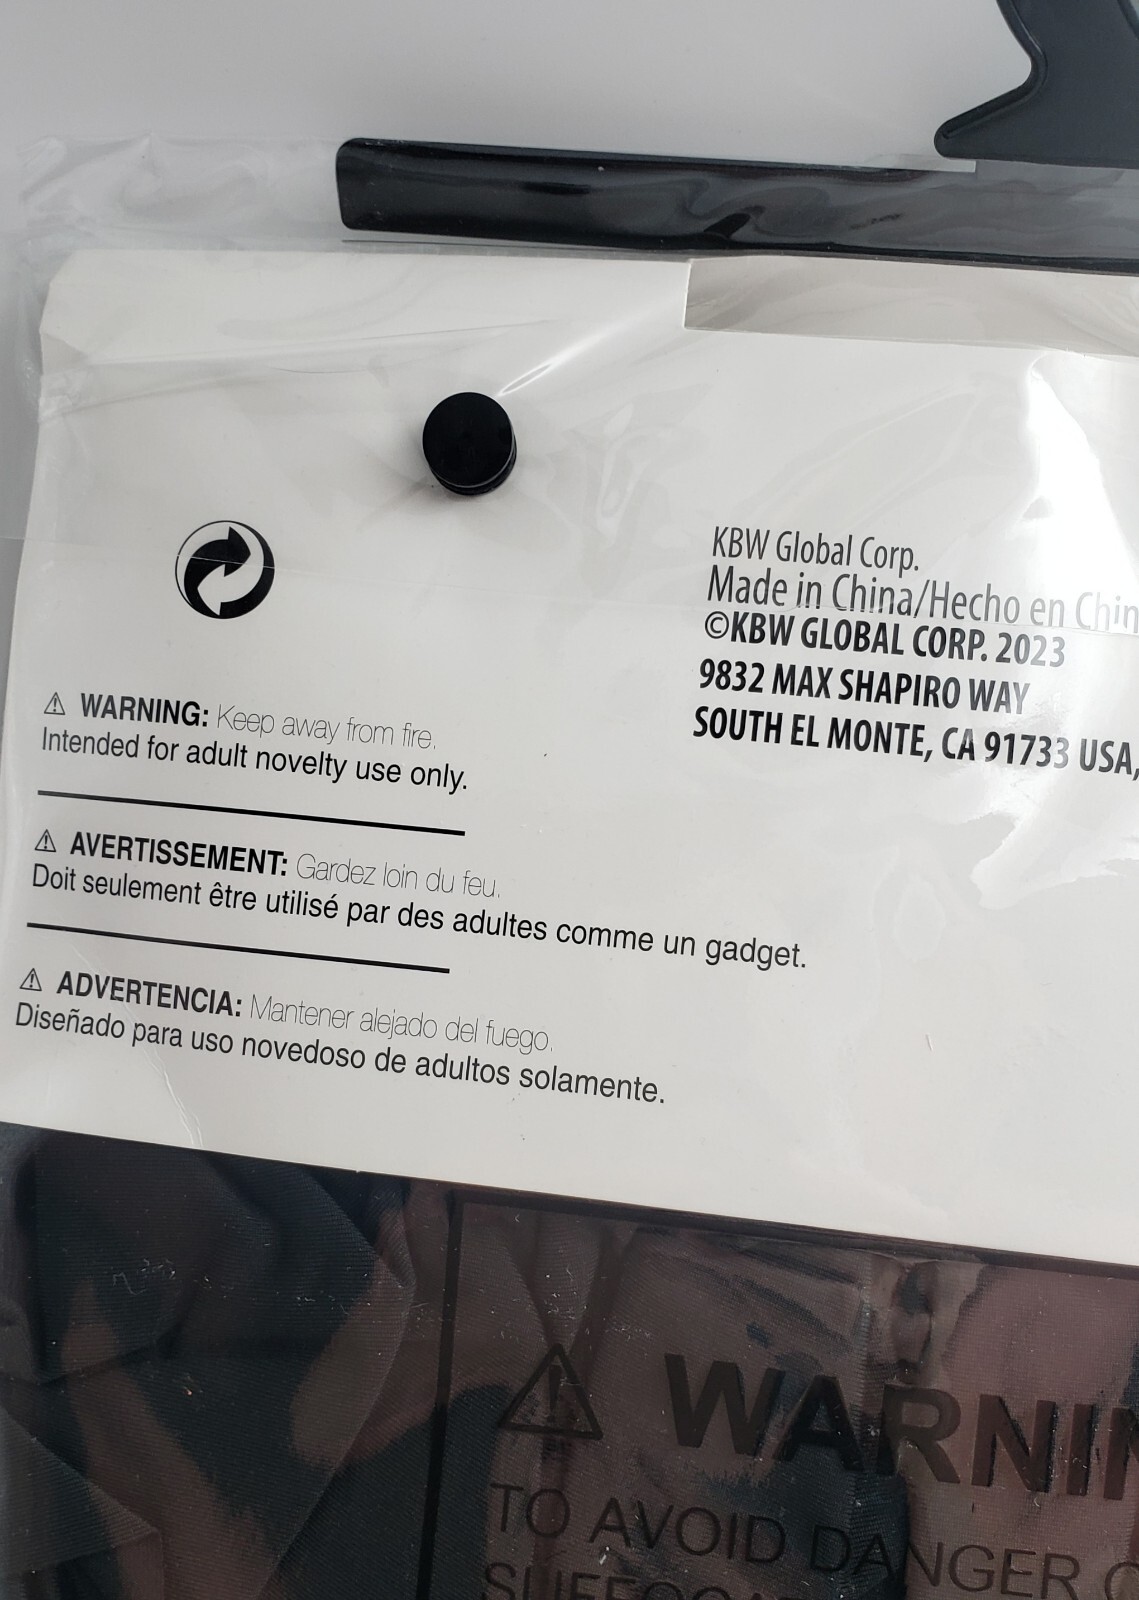 KBW Global Corp.
Made in China/Hecho en Chin
©KBW GLOBAL CORP. 2023
9832 MAX SHAPIRO WAY
SOUTH EL MONTE, CA 91733 USA,
⚠ WARNING: Keep away from fire.
Intended for adult novelty use only.
⚠ AVERTISSEMENT: Gardez loin du feu.
Doit seulement être utilisé par des adultes comme un gadget.
⚠ ADVERTENCIA: Mantener alejado del fuego.
Diseñado para uso novedoso de adultos solamente.
⚠ WARNIN
TO AVOID DANGER O